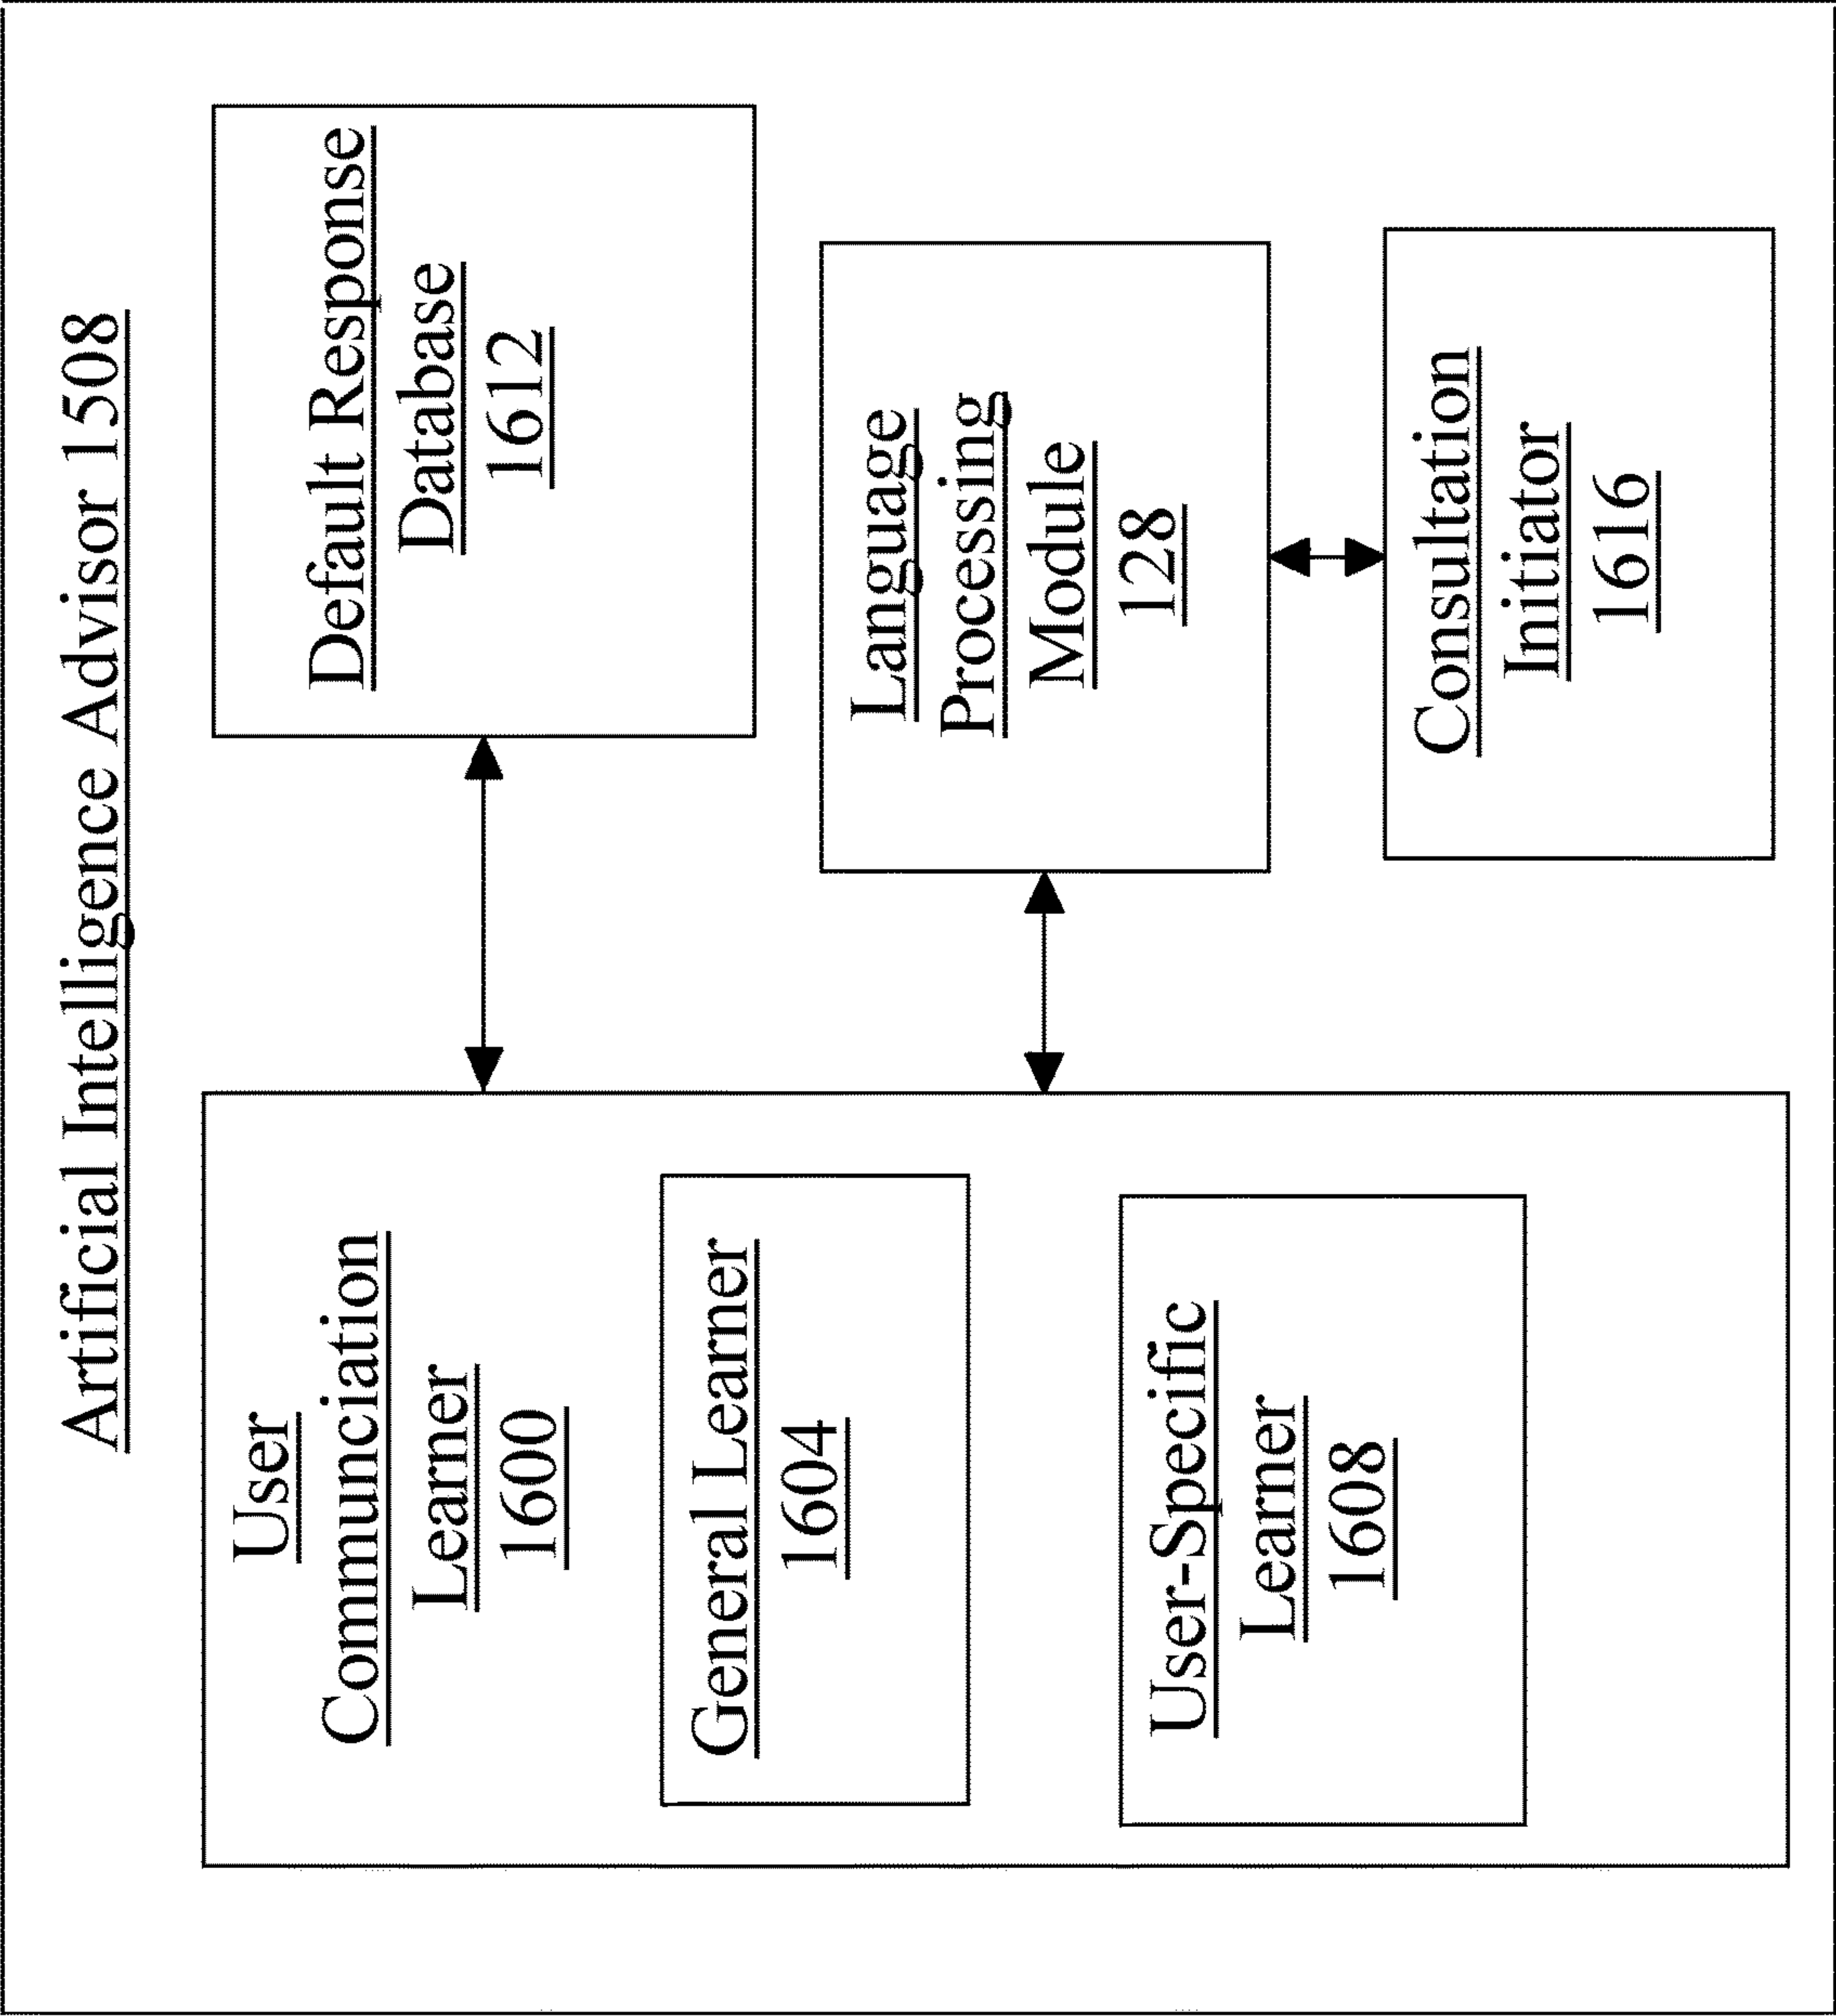 Artificial Intelligence Advisor 1508
User
Communciation
Learner
1600
General Learner
1604
User-Specific
Learner
1608
Default Response
Database
1612
Language
Processing
Module
128
Consultation
Initiator
1616